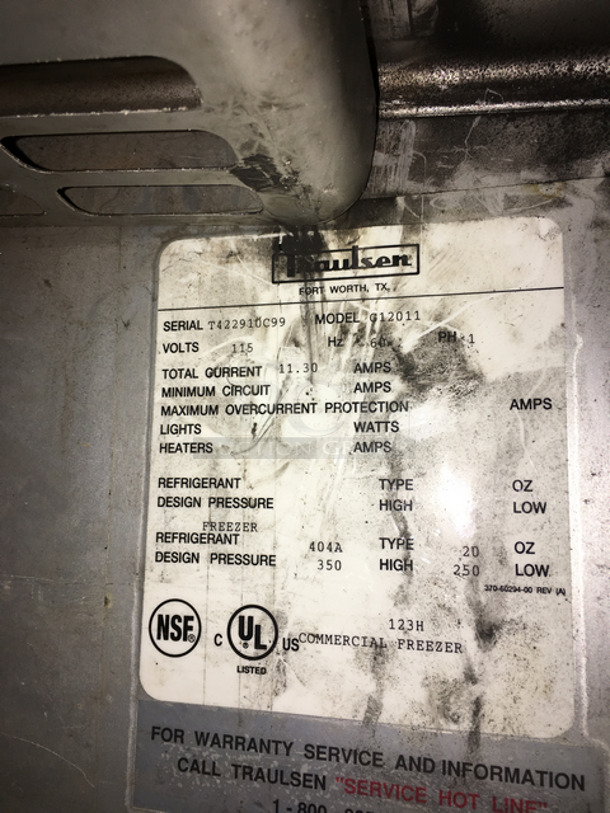 Traulsen
FORT WORTH, TX.
SERIAL T422910C99 MODEL G12011
VOLTS 115 Hz 60 PH 1
TOTAL CURRENT 11.30 AMPS
MINIMUM CIRCUIT AMPS
MAXIMUM OVERCURRENT PROTECTION AMPS
LIGHTS WATTS
HEATERS AMPS
REFRIGERANT TYPE OZ
DESIGN PRESSURE HIGH LOW
FREEZER
REFRIGERANT 404A TYPE 20 OZ
DESIGN PRESSURE 350 HIGH 250 LOW
370-60294-00 REV (A)
NSF® C UL® US
LISTED
123H
COMMERCIAL FREEZER
FOR WARRANTY SERVICE AND INFORMATION
CALL TRAULSEN "SERVICE HOT LINE"
1-800